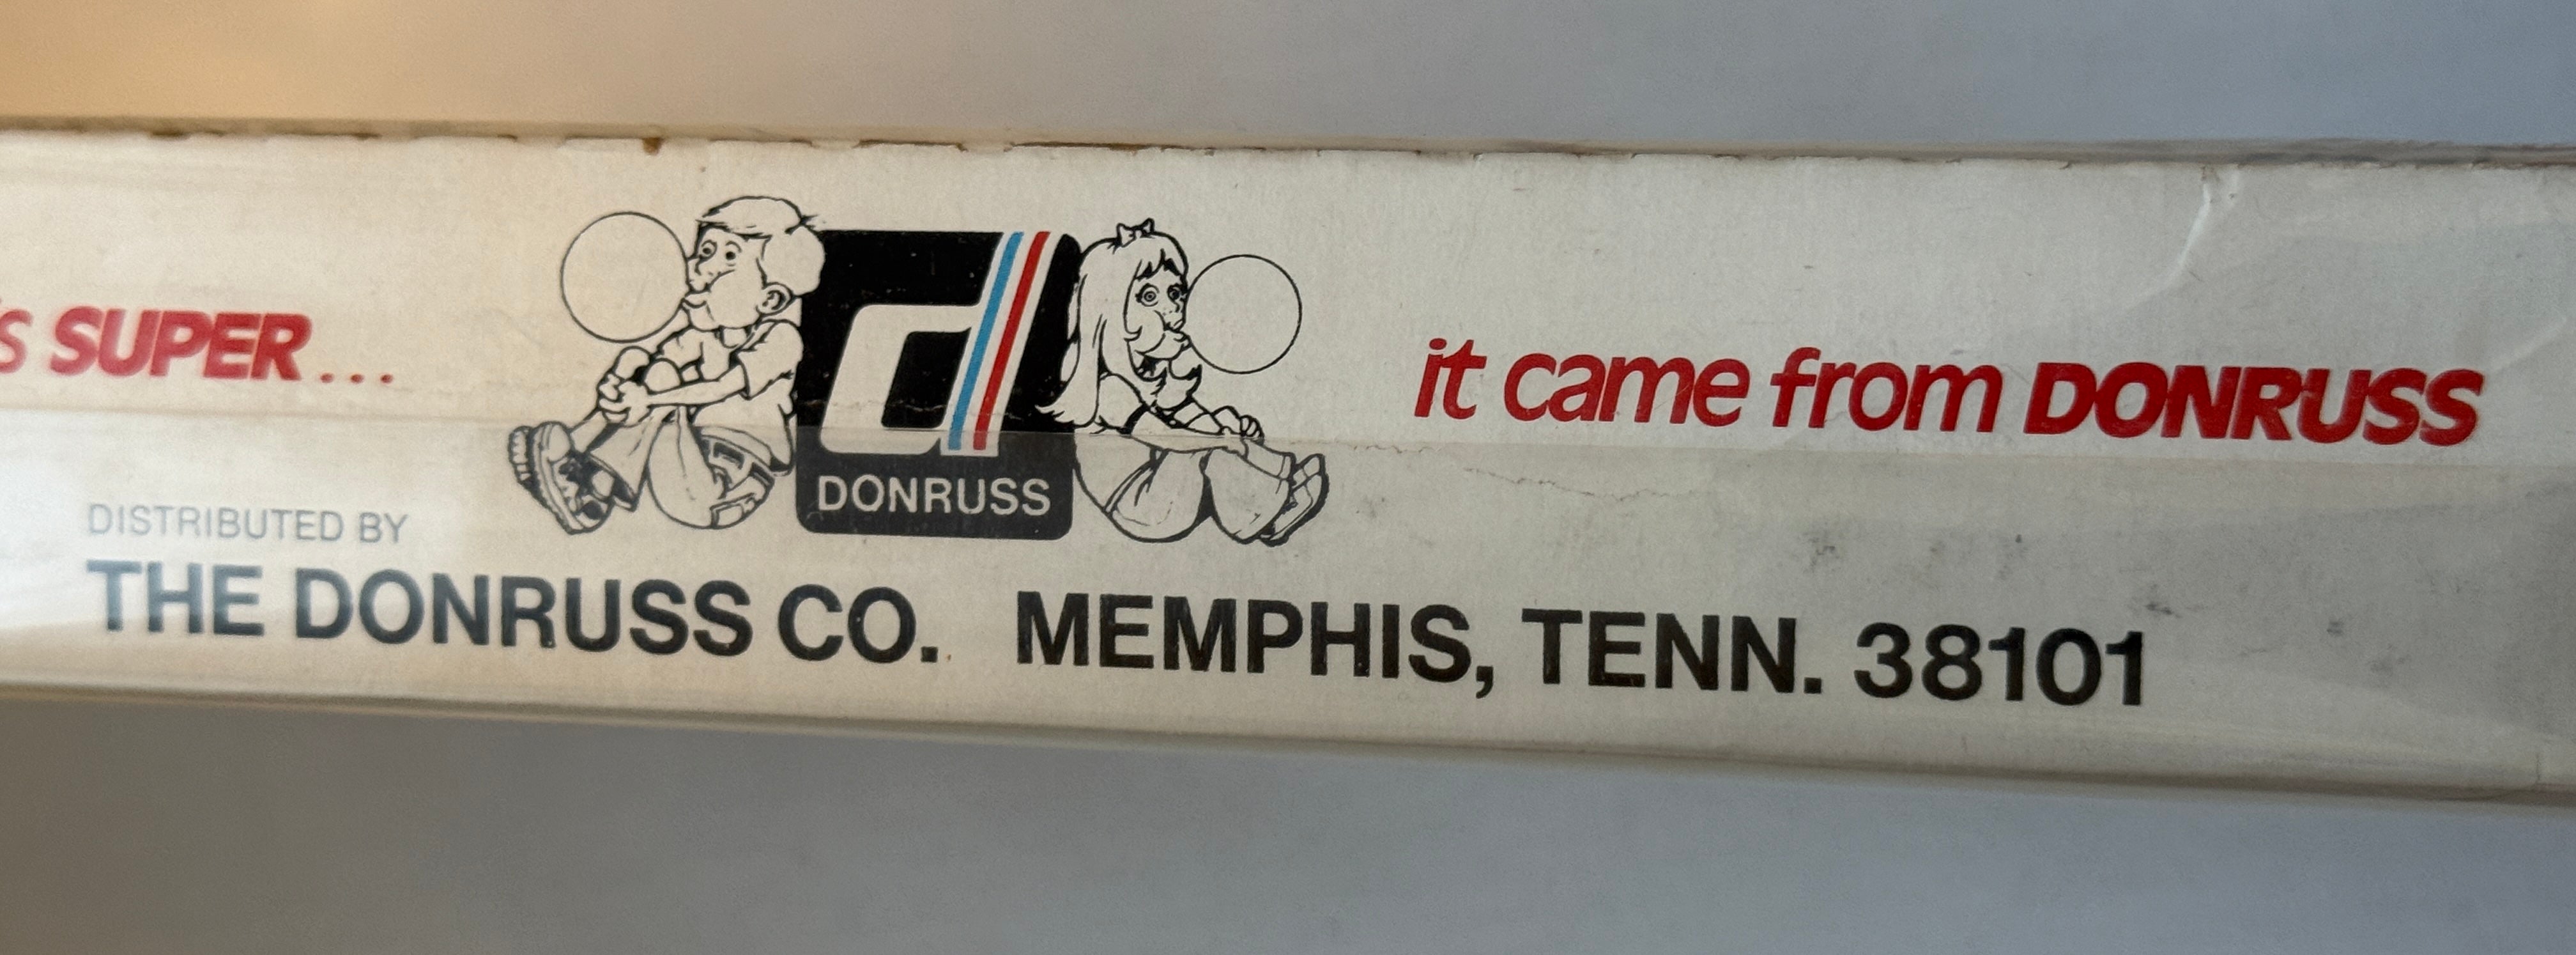 s SUPER...
it came from DONRUSS
d
DONRUSS
DISTRIBUTED BY
THE DONRUSS CO. MEMPHIS, TENN. 38101